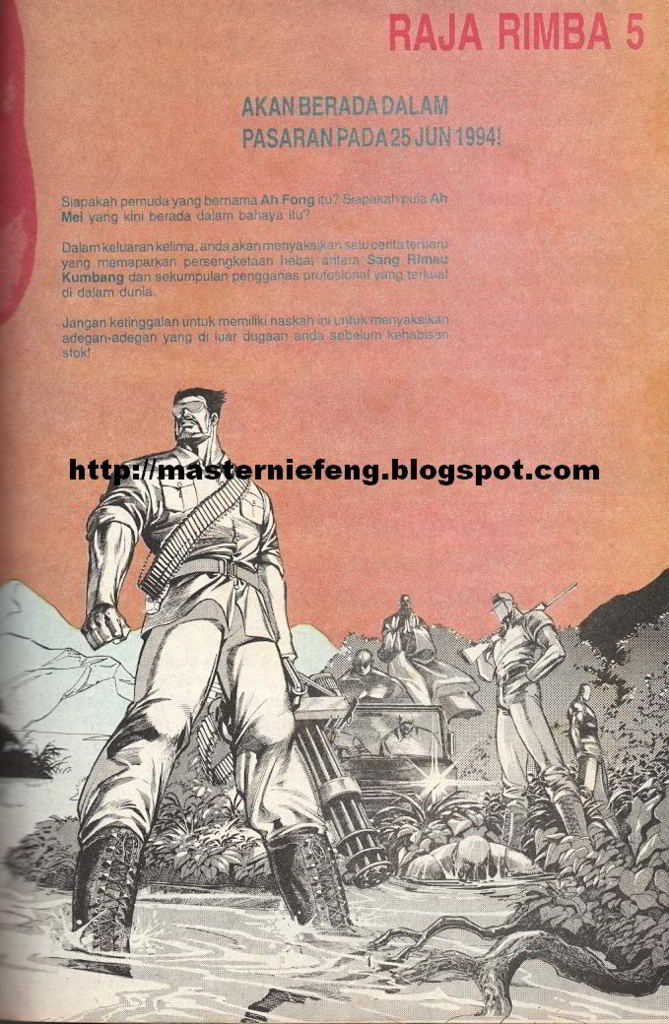 RAJA RIMBA 5
AKAN BERADA DALAM
PASARAN PADA 25 JUN 1994!
Siapakah pemuda yang bernama Ah Fong itu? Siapakah pula Ah
Mei yang kini berada dalam bahaya itu?
Dalam keluaran kelima, anda akan menyaksikan satu cerita terbaru
yang memaparkan persengketaan hebat antara Sang Rimau
Kumbang dan sekumpulan pengganas profesional yang terkuat
di dalam dunia.
Jangan ketinggalan untuk memiliki naskah ini untuk menyaksikan
adegan-adegan yang di luar dugaan anda sebelum kehabisan
stok!
http://masterniefeng.blogspot.com